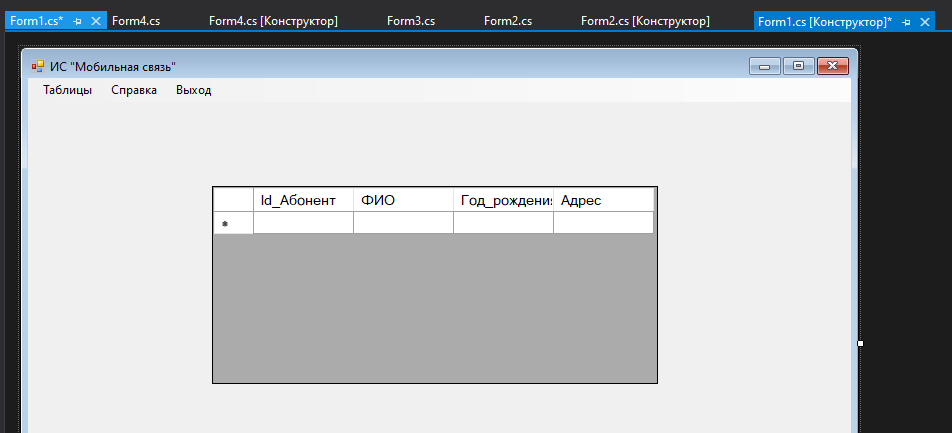 Form1.cs* Form4.cs Form4.cs [Конструктор] Form3.cs Form2.cs Form2.cs [Конструктор] Form1.cs [Конструктор]*
ИС "Мобильная связь"
Таблицы Справка Выход
Id_Абонент ФИО Год_рождения Адрес
*